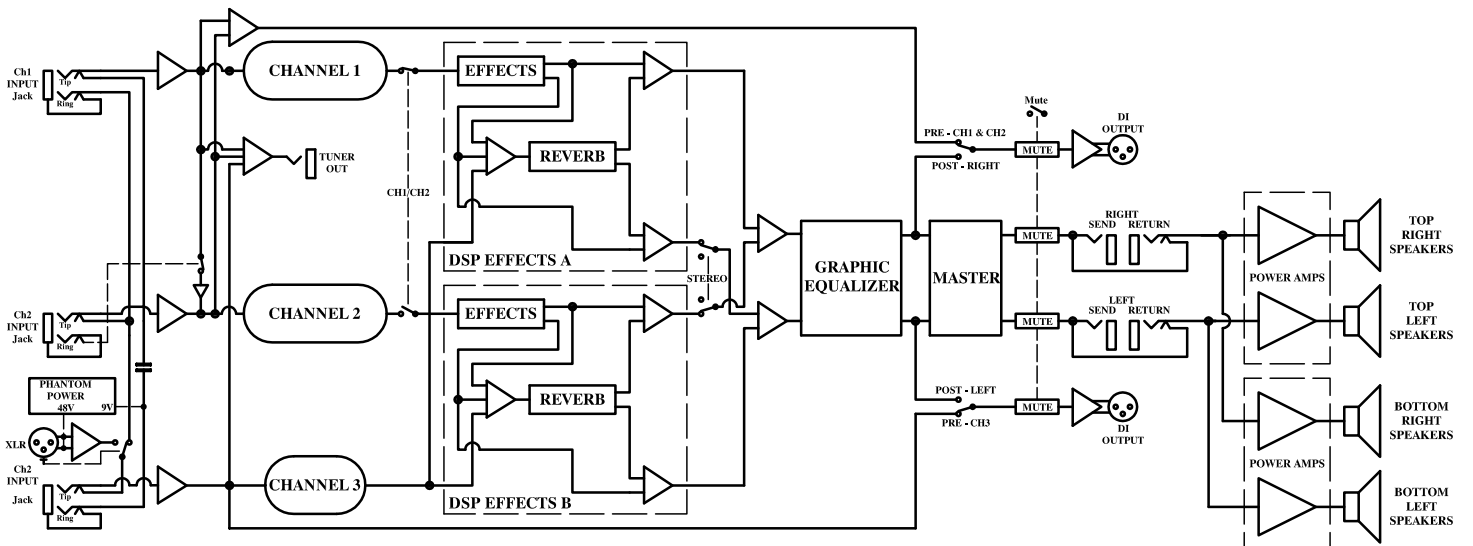 Ch1
INPUT
Jack
Tip
Ring
CHANNEL 1
EFFECTS
REVERB
DSP EFFECTS A
TUNER
OUT
CH1/CH2
Ch2
INPUT
Jack
Tip
Ring
CHANNEL 2
EFFECTS
REVERB
DSP EFFECTS B
STEREO
PHANTOM
POWER
48V 9V
XLR
Ch2
INPUT
Jack
Tip
Ring
CHANNEL 3
GRAPHIC
EQUALIZER
MASTER
PRE - CH1 & CH2
POST - RIGHT
Mute
MUTE
DI
OUTPUT
MUTE
RIGHT
SEND RETURN
MUTE
LEFT
SEND RETURN
POST - LEFT
PRE - CH3
MUTE
DI
OUTPUT
POWER AMPS
POWER AMPS
TOP
RIGHT
SPEAKERS
TOP
LEFT
SPEAKERS
BOTTOM
RIGHT
SPEAKERS
BOTTOM
LEFT
SPEAKERS